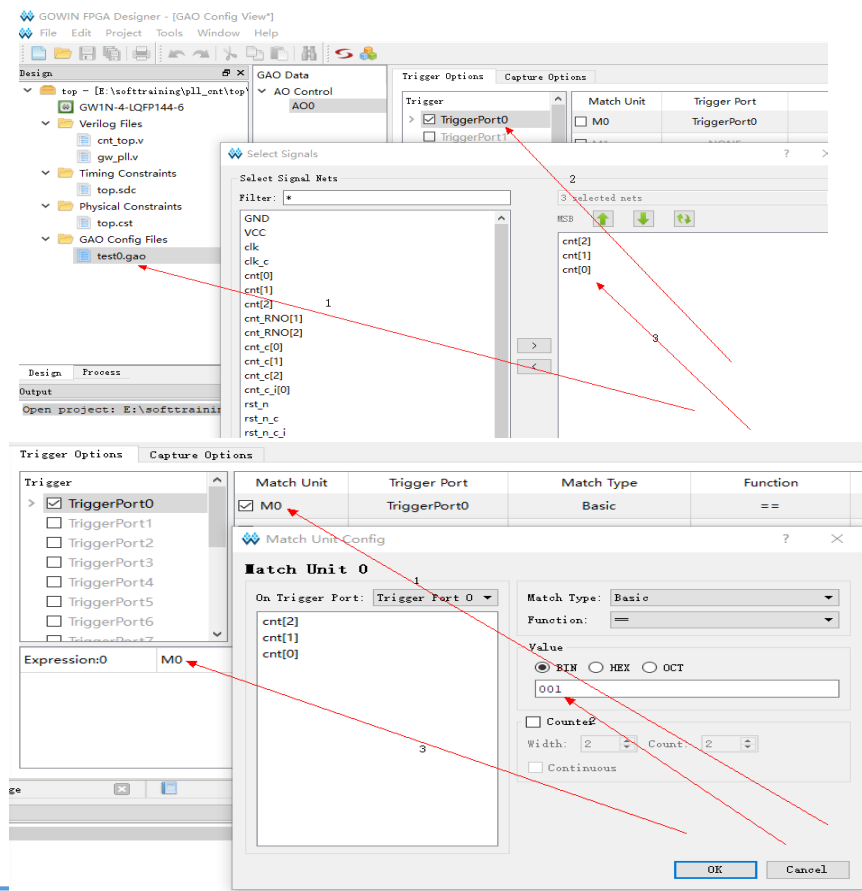 GOWIN FPGA Designer - [GAO Config View*]
File Edit Project Tools Window Help
Design
top - [E:\softtraining\pll_cnt\top
GW1N-4-LQFP144-6
Verilog Files
cnt_top.v
gw_pll.v
Timing Constraints
top.sdc
Physical Constraints
top.cst
GAO Config Files
test0.gao
Design Process
Output
Open project: E:\softtrainin
GAO Data
AO Control
AO0
Trigger Options Capture Options
Trigger
TriggerPort0
TriggerPort1
Match Unit Trigger Port
M0 TriggerPort0
Select Signals ?
Select Signal Nets
Filter: *
GND
VCC
clk
clk_c
cnt[0]
cnt[1]
cnt[2]
cnt_RNO[1]
cnt_RNO[2]
cnt_c[0]
cnt_c[1]
cnt_c[2]
cnt_c_i[0]
rst_n
rst_n_c
rst_n_c_i
>
<
3 selected nets
MSB
cnt[2]
cnt[1]
cnt[0]
1
2
3
Trigger Options Capture Options
Trigger
TriggerPort0
TriggerPort1
TriggerPort2
TriggerPort3
TriggerPort4
TriggerPort5
TriggerPort6
TriggerPort7
Expression:0 M0
ge
Match Unit Trigger Port Match Type Function
M0 TriggerPort0 Basic ==
Match Unit Config ?
Match Unit 0
On Trigger Port: Trigger Port 0
cnt[2]
cnt[1]
cnt[0]
Match Type: Basic
Function: ==
Value
BIN HEX OCT
001
Counter
Width: 2 Count: 2
Continuous
1
2
3
OK Cancel